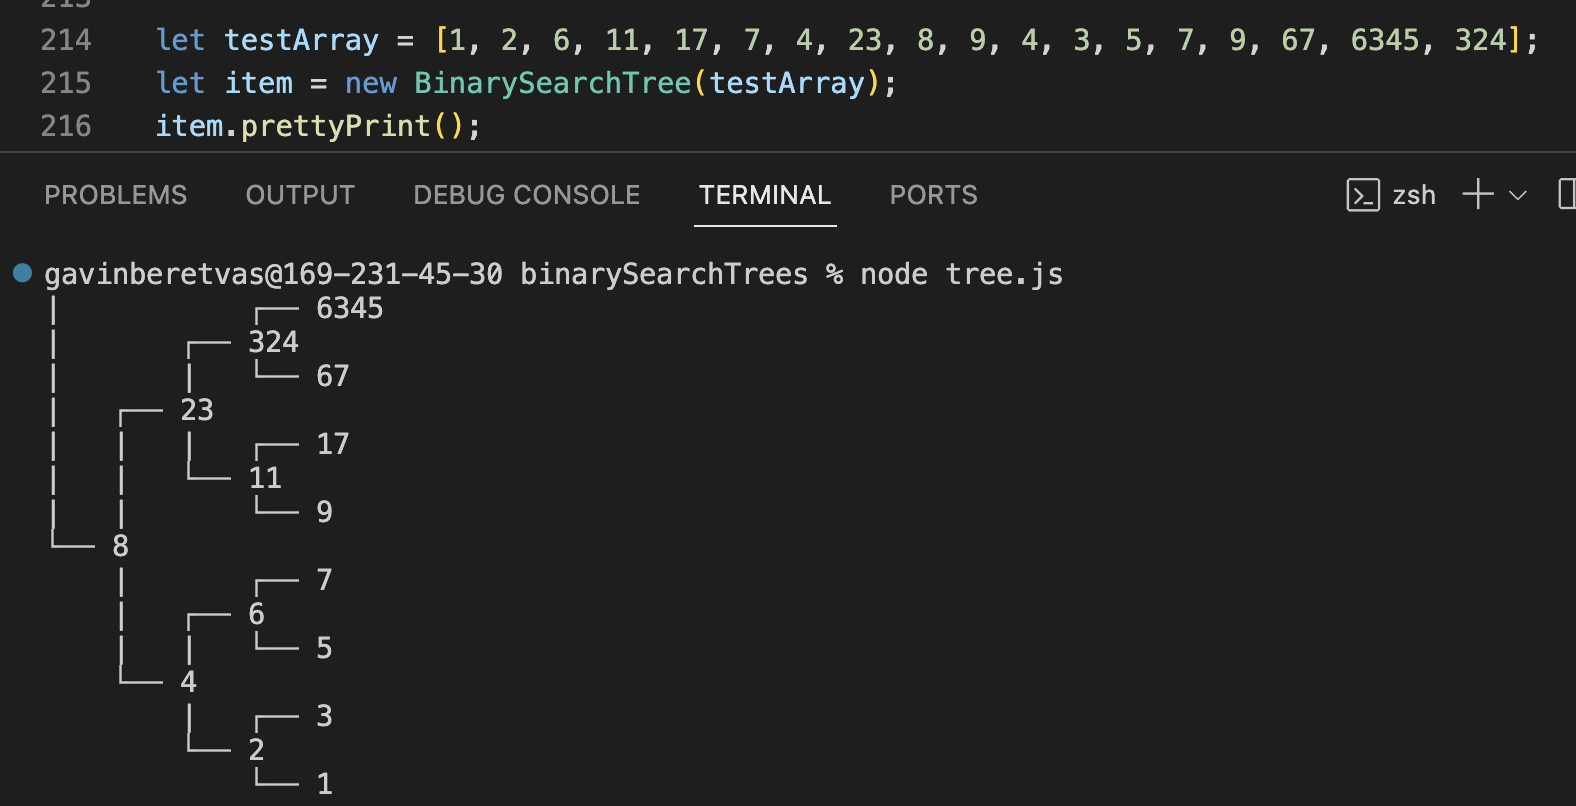 213
214 let testArray = [1, 2, 6, 11, 17, 7, 4, 23, 8, 9, 4, 3, 5, 7, 9, 67, 6345, 324];
215 let item = new BinarySearchTree(testArray);
216 item.prettyPrint();
PROBLEMS OUTPUT DEBUG CONSOLE TERMINAL PORTS zsh
gavinberetvas@169-231-45-30 binarySearchTrees % node tree.js
│           ┌── 6345
│       ┌── 324
│       │   └── 67
│   ┌── 23
│   │   │   ┌── 17
│   │   └── 11
│   │       └── 9
└── 8
    │       ┌── 7
    │   ┌── 6
    │   │   └── 5
    └── 4
        │   ┌── 3
        └── 2
            └── 1